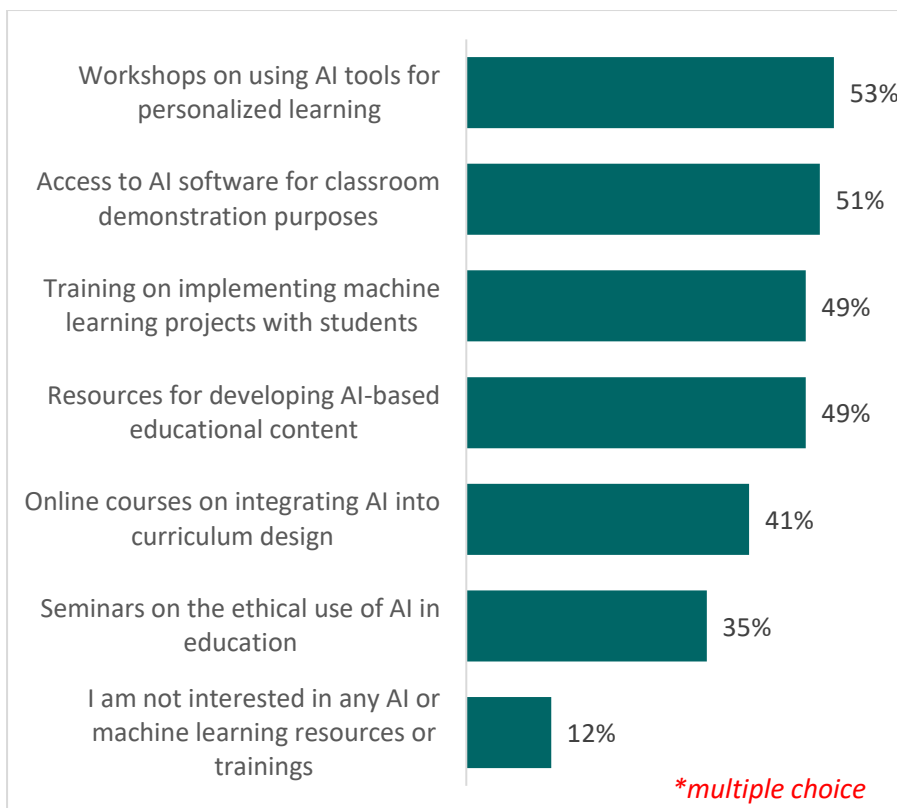 Workshops on using AI tools for
personalized learning
53%
Access to AI software for classroom
demonstration purposes
51%
Training on implementing machine
learning projects with students
49%
Resources for developing AI-based
educational content
49%
Online courses on integrating AI into
curriculum design
41%
Seminars on the ethical use of AI in
education
35%
I am not interested in any AI or
machine learning resources or
trainings
12%
*multiple choice